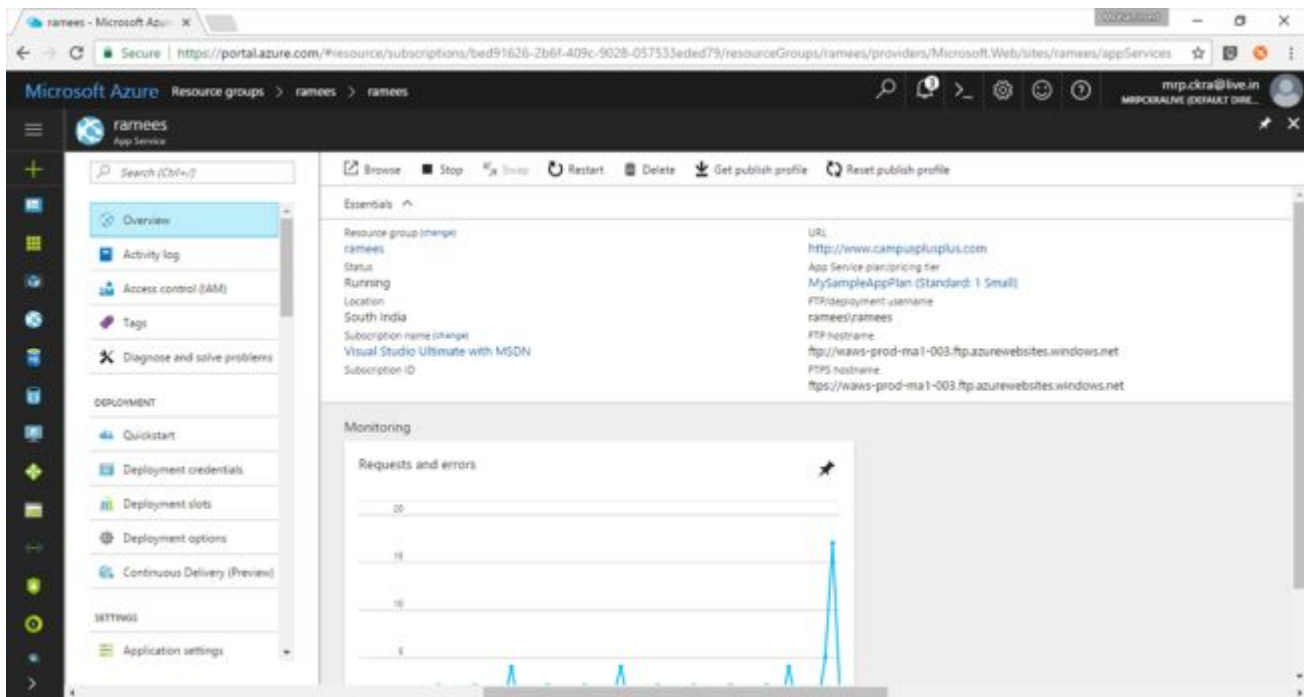 ramees - Microsoft Azu
Secure | https://portal.azure.com/#resource/subscriptions/bed91626-2b6f-409c-9028-057533eded79/resourceGroups/ramees/providers/Microsoft.Web/sites/ramees/appServices
Microsoft Azure Resource groups > ramees > ramees
3
mrp.ckra@live.in
MRPCKRALIVE (DEFAULT DIRE...
ramees
App Service
Search (Ctrl+/)
Browse Stop Swap Restart Delete Get publish profile Reset publish profile
Overview
Activity log
Access control (IAM)
Tags
Diagnose and solve problems
DEPLOYMENT
Quickstart
Deployment credentials
Deployment slots
Deployment options
Continuous Delivery (Preview)
SETTINGS
Application settings
Essentials
Resource group (change)
ramees
Status
Running
Location
South India
Subscription name (change)
Visual Studio Ultimate with MSDN
Subscription ID
URL
http://www.campusplusplus.com
App Service plan/pricing tier
MySampleAppPlan (Standard: 1 Small)
FTP/deployment username
ramees\ramees
FTP hostname
ftp://waws-prod-ma1-003.ftp.azurewebsites.windows.net
FTPS hostname
ftps://waws-prod-ma1-003.ftp.azurewebsites.windows.net
Monitoring
Requests and errors
20
15
10
5